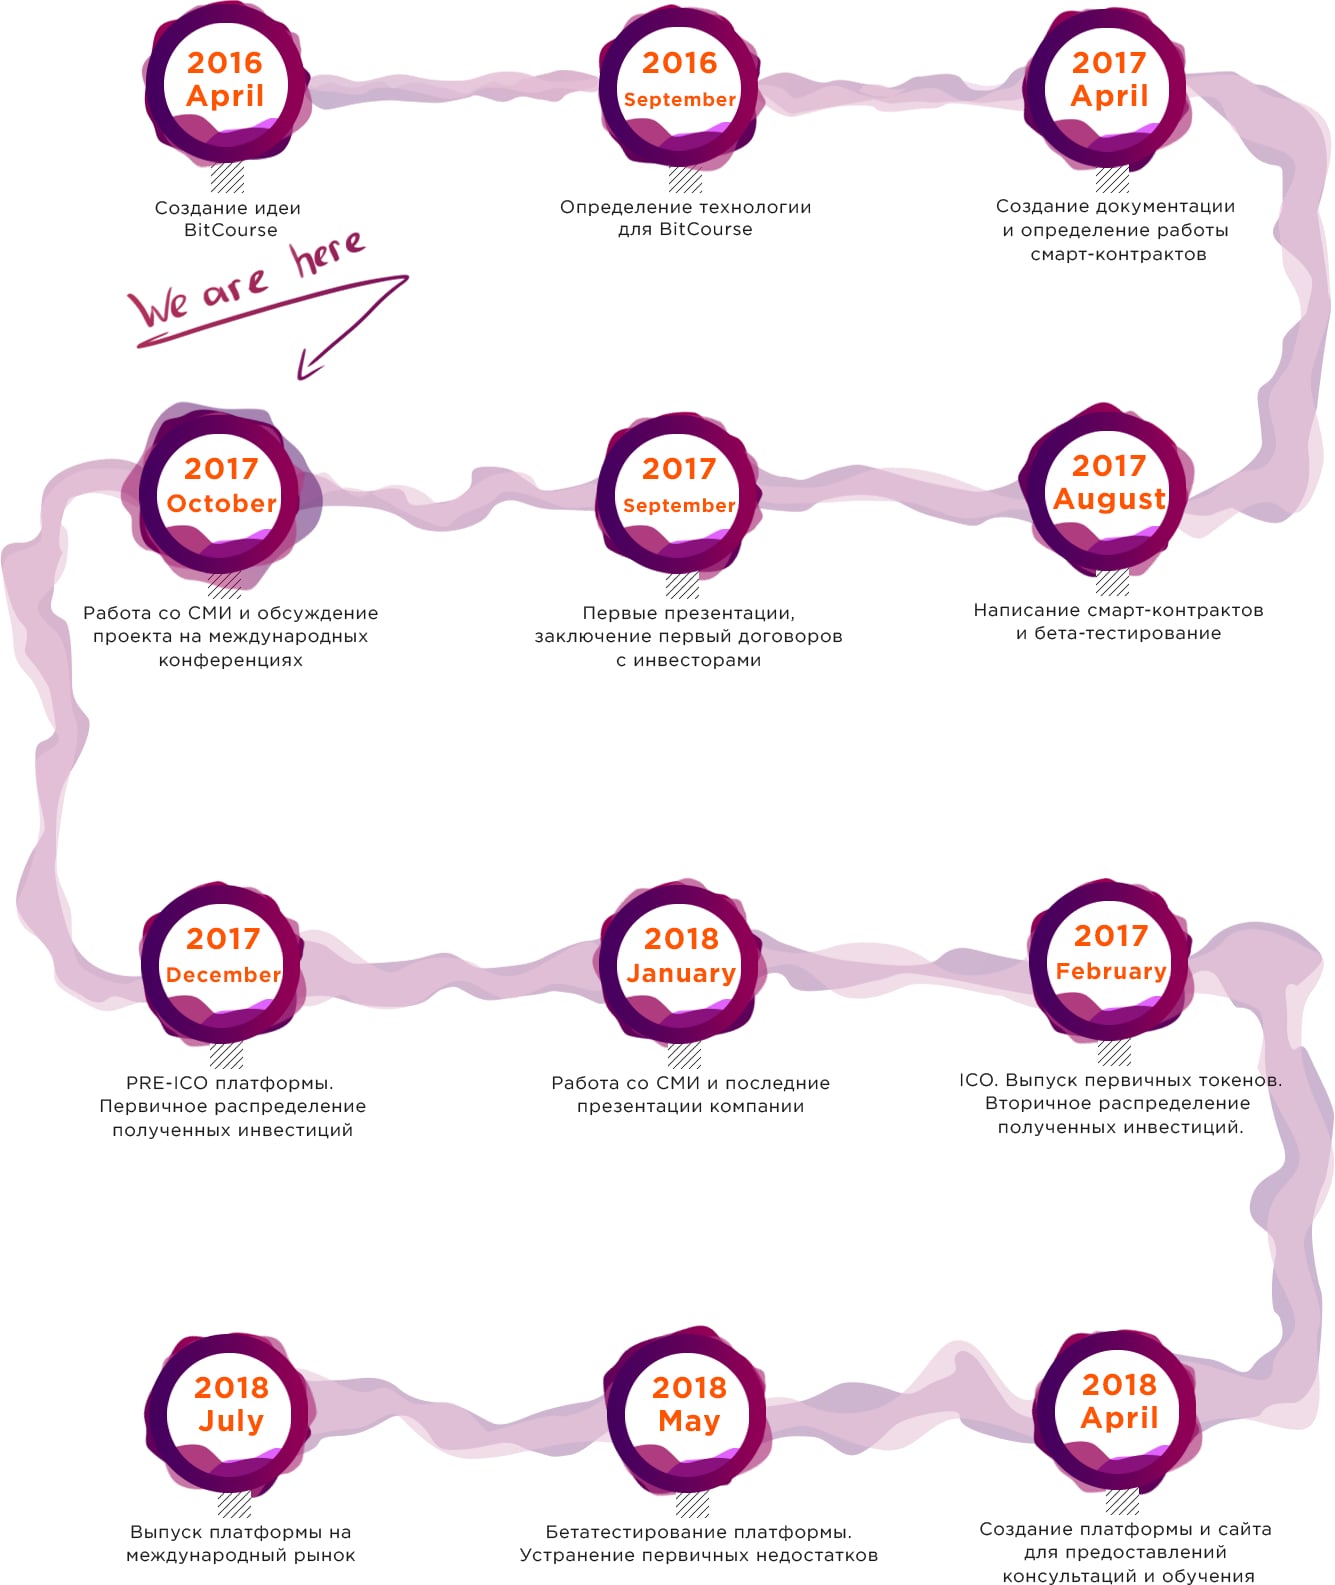 2016
April
Создание идеи
BitCourse
2016
September
Определение технологии
для BitCourse
2017
April
Создание документации
и определение работы
смарт-контрактов
We are here
2017
August
Написание смарт-контрактов
и бета-тестирование
2017
September
Первые презентации,
заключение первый договоров
с инвесторами
2017
October
Работа со СМИ и обсуждение
проекта на международных
конференциях
2017
December
PRE-ICO платформы.
Первичное распределение
полученных инвестиций
2018
January
Работа со СМИ и последние
презентации компании
2017
February
ICO. Выпуск первичных токенов.
Вторичное распределение
полученных инвестиций.
2018
April
Создание платформы и сайта
для предоставлений
консультаций и обучения
2018
May
Бетатестирование платформы.
Устранение первичных недостатков
2018
July
Выпуск платформы на
международный рынок